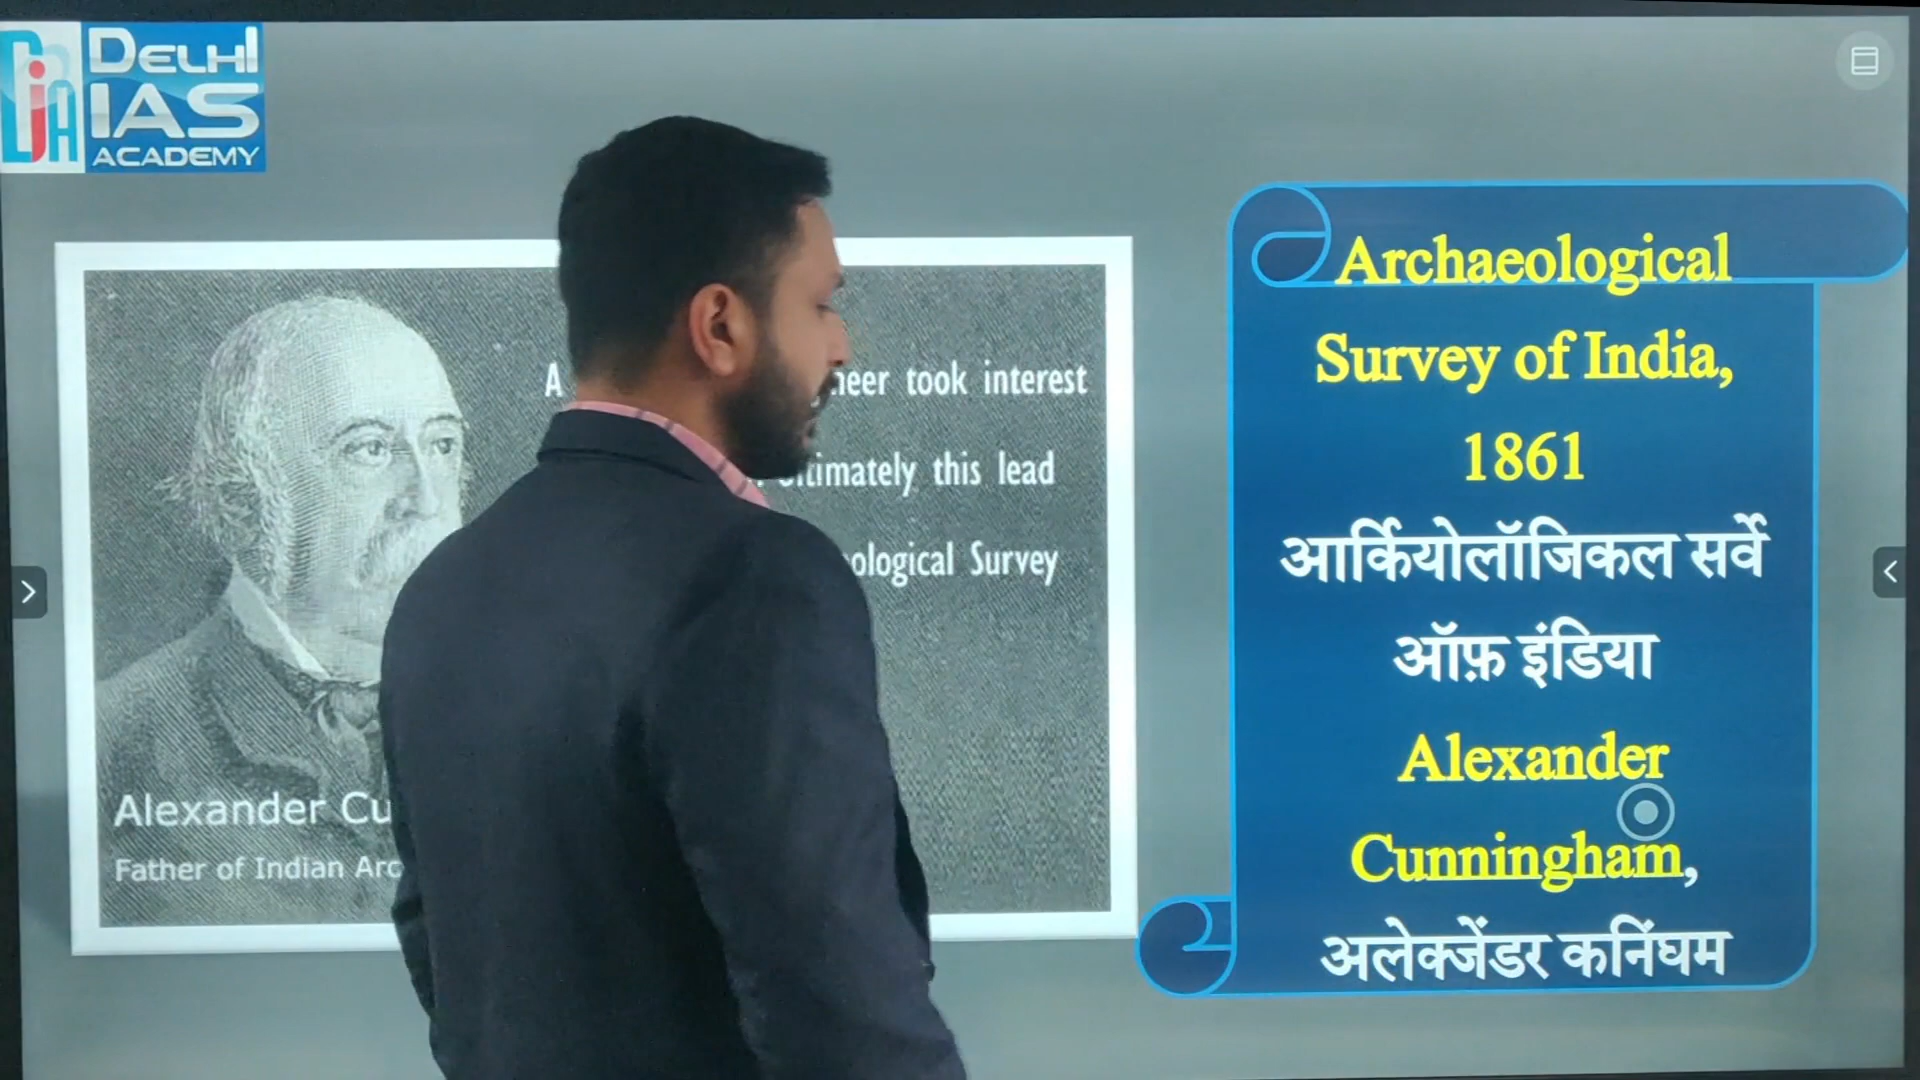 DELHI
IAS
ACADEMY
A neer took interest
ultimately this lead
ological Survey
Alexander Cu
Father of Indian Arc
Archaeological
Survey of India,
1861
आर्कियोलॉजिकल सर्वे
ऑफ़ इंडिया
Alexander
Cunningham,
अलेक्जेंडर कनिंघम